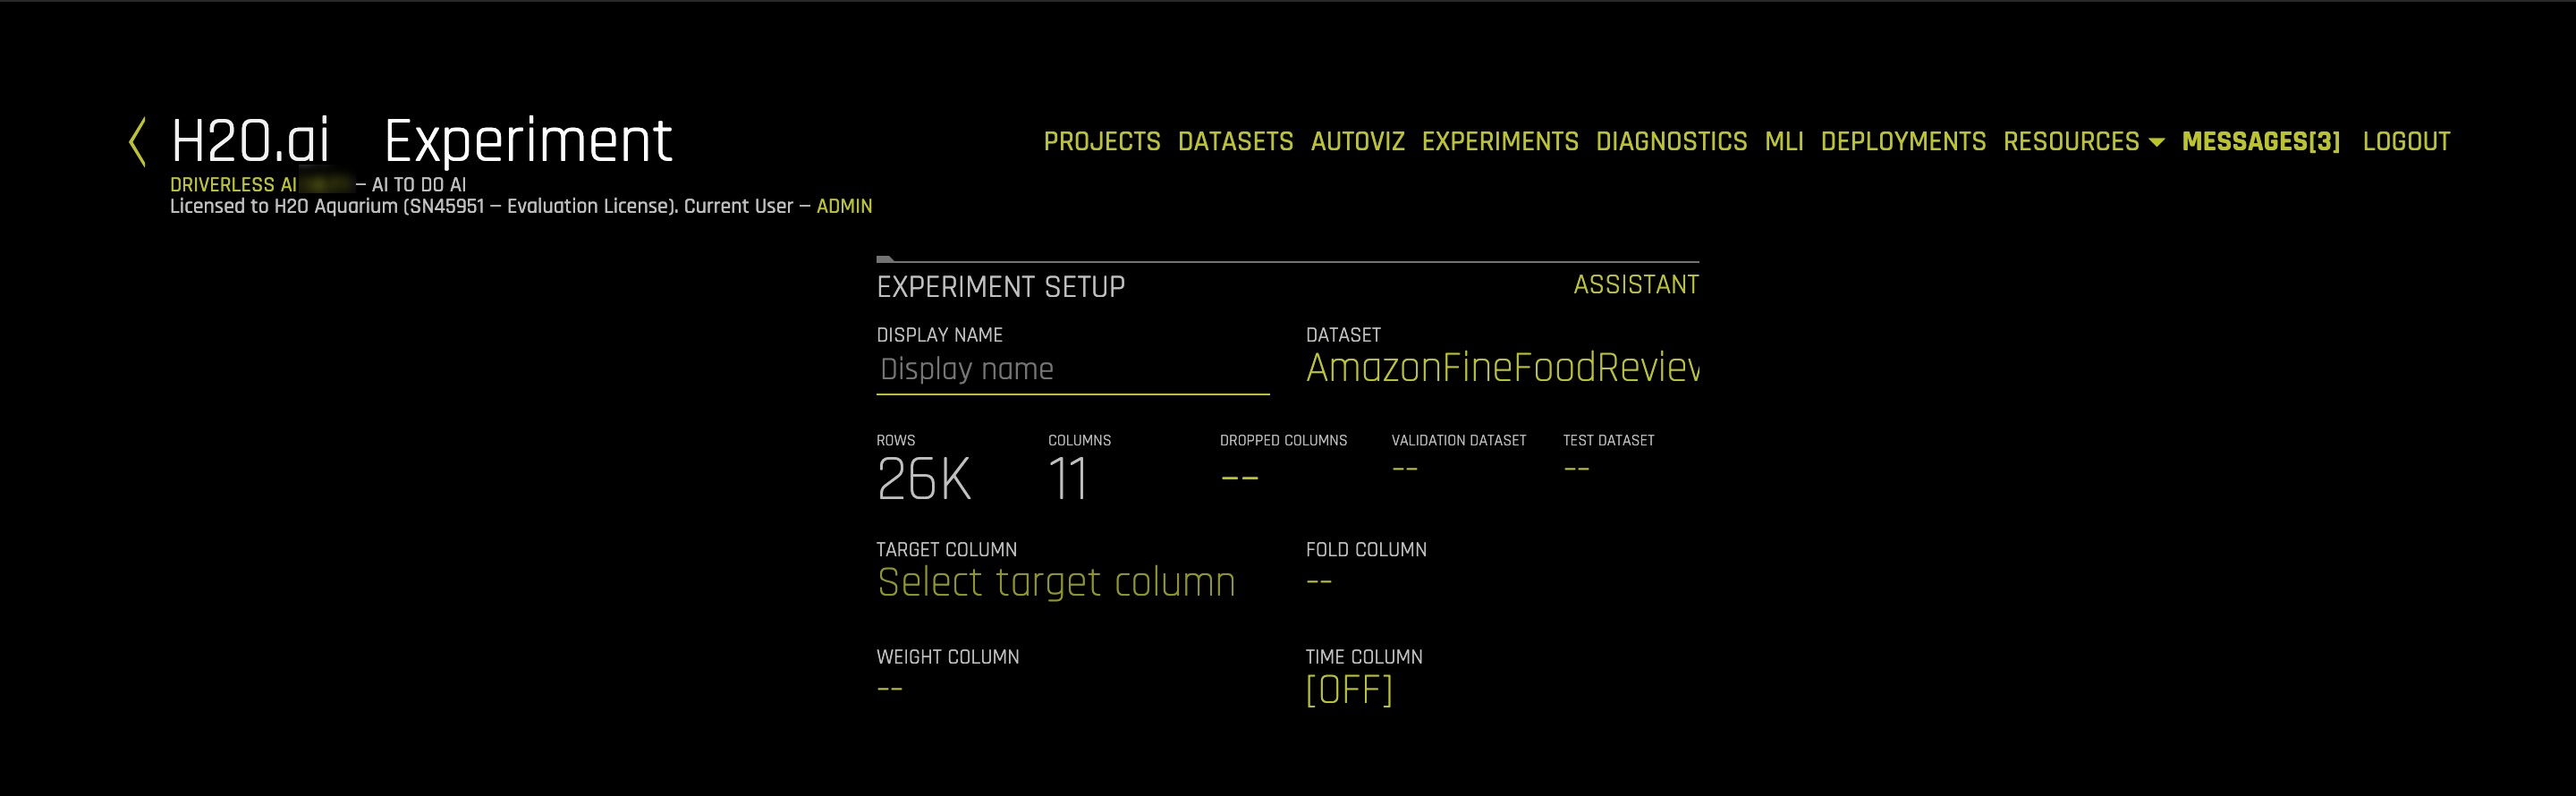 H2O.ai Experiment
PROJECTS DATASETS AUTOVIZ EXPERIMENTS DIAGNOSTICS MLI DEPLOYMENTS RESOURCES MESSAGES[3] LOGOUT
DRIVERLESS AI – AI TO DO AI
Licensed to H2O Aquarium (SN45951 – Evaluation License). Current User – ADMIN
EXPERIMENT SETUP ASSISTANT
DISPLAY NAME DATASET
Display name AmazonFineFoodReview
ROWS COLUMNS DROPPED COLUMNS VALIDATION DATASET TEST DATASET
26K 11 -- -- --
TARGET COLUMN FOLD COLUMN
Select target column --
WEIGHT COLUMN TIME COLUMN
-- [OFF]